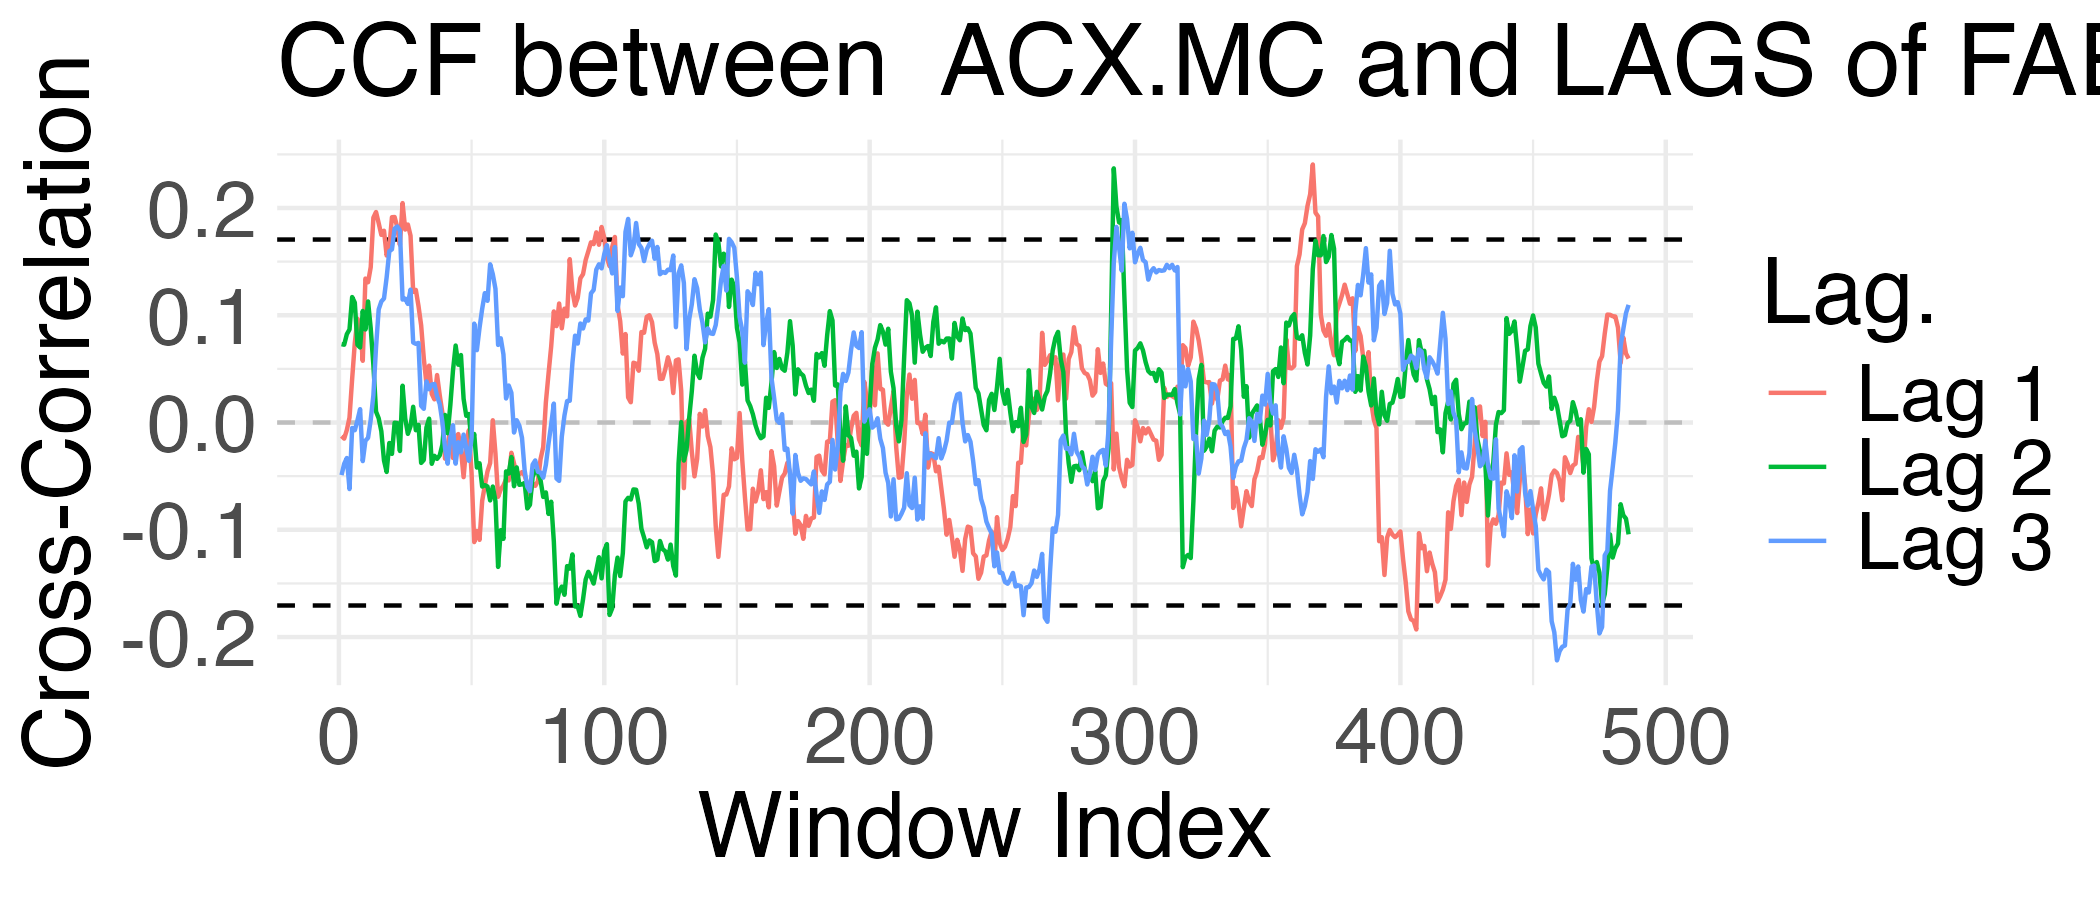 CCF between  ACX.MC and LAGS of
Cross-Correlation
0.2
0.1
0.0
-0.1
-0.2
0 100 200 300 400 500
Window Index
Lag.
Lag 1
Lag 2
Lag 3